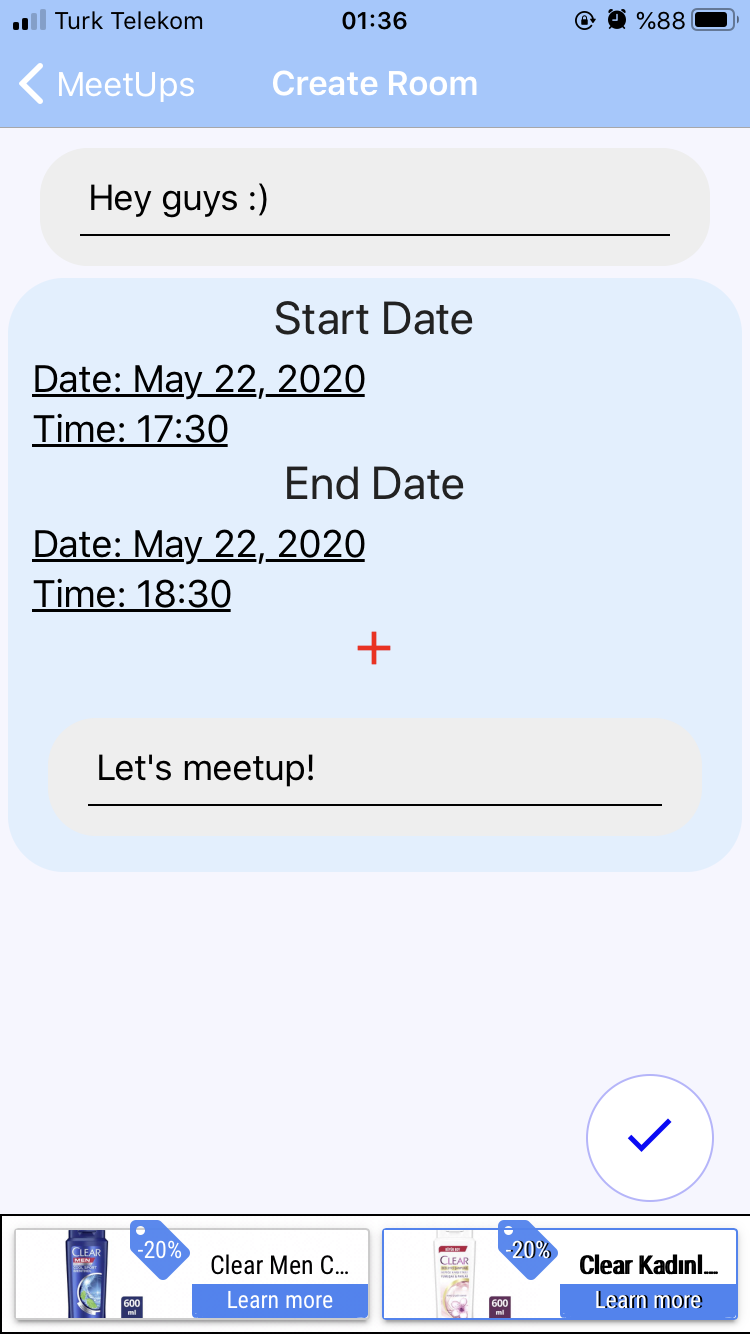 Turk Telekom 01:36 %88
MeetUps Create Room
Hey guys :)
Start Date
Date: May 22, 2020
Time: 17:30
End Date
Date: May 22, 2020
Time: 18:30
+
Let's meetup!
CLEAR
MEN
600
ml
-20%
Clear Men C...
Learn more
CLEAR
600
ml
-20%
Clear Kadınl...
Learn more